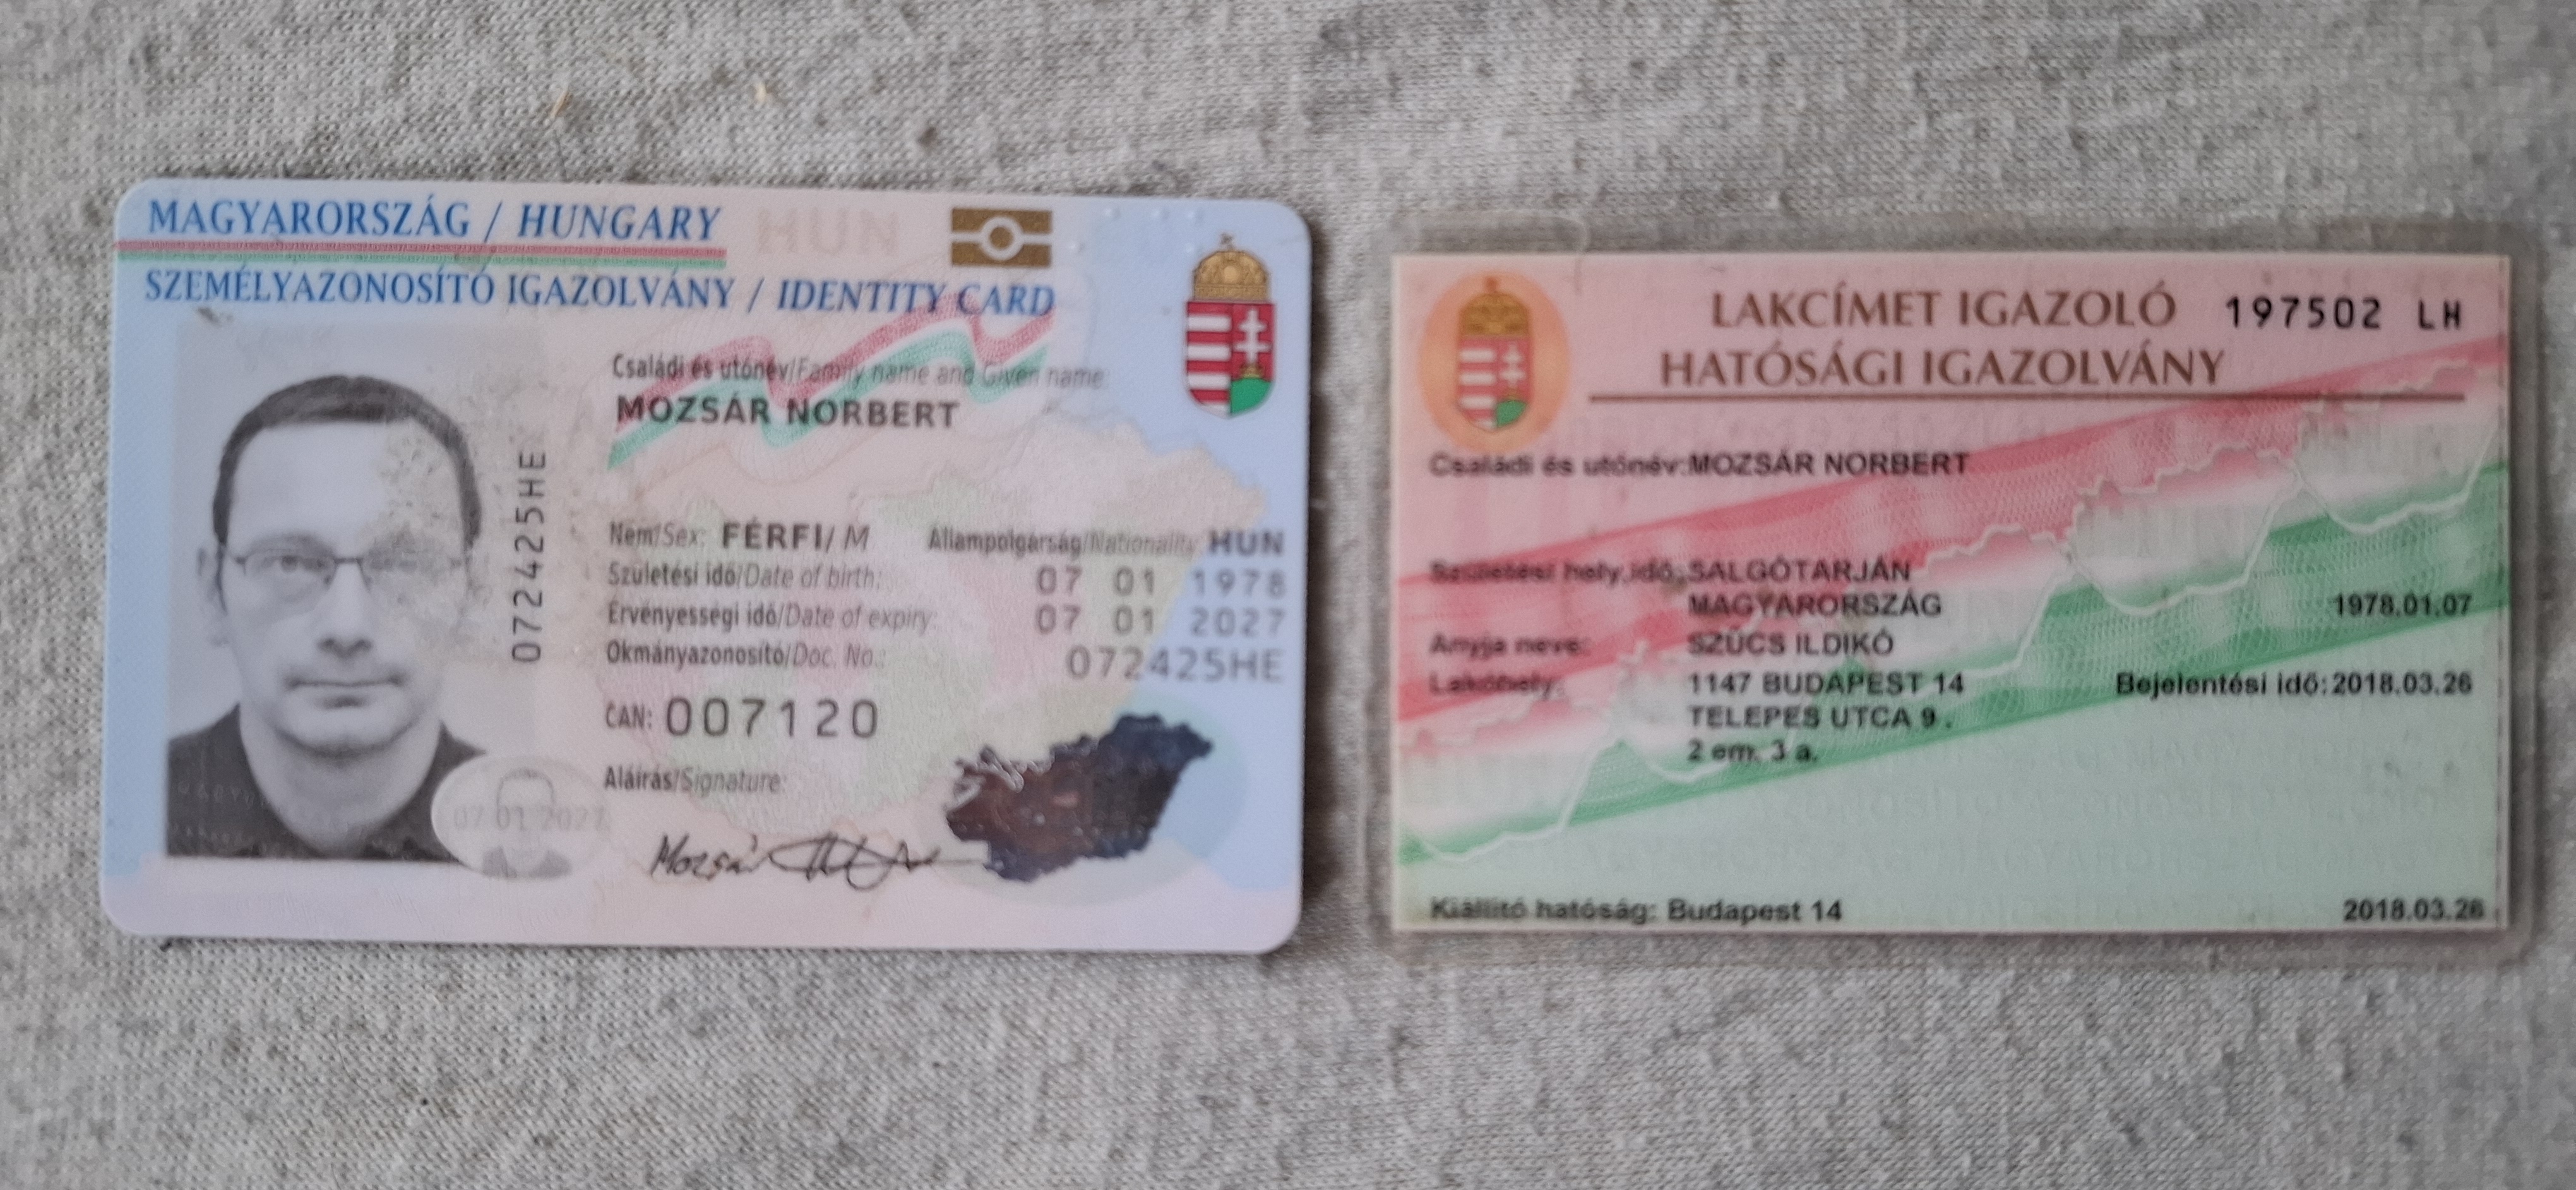 MAGYARORSZÁG / HUNGARY
HUN
SZEMÉLYAZONOSÍTÓ IGAZOLVÁNY / IDENTITY CARD
Családi és utónév/Family name and Given name:
MOZSÁR NORBERT
072425HE
Nem/Sex: FÉRFI/ M Állampolgárság/Nationality: HUN
Születési idő/Date of birth: 07 01 1978
Érvényességi idő/Date of expiry: 07 01 2027
Okmányazonosító/Doc. No.: 072425HE
CAN: 007120
Aláírás/Signature:
07 01 2027
Mozsár
LAKCÍMET IGAZOLÓ 197502 LH
HATÓSÁGI IGAZOLVÁNY
Családi és utónév: MOZSÁR NORBERT
Születési hely, idő: SALGÓTARJÁN
MAGYARORSZÁG 1978.01.07
Anyja neve: SZŰCS ILDIKÓ
Lakóhely: 1147 BUDAPEST 14 Bejelentési idő: 2018.03.26
TELEPES UTCA 9 .
2 em. 3 a.
Kiállító hatóság: Budapest 14 2018.03.26